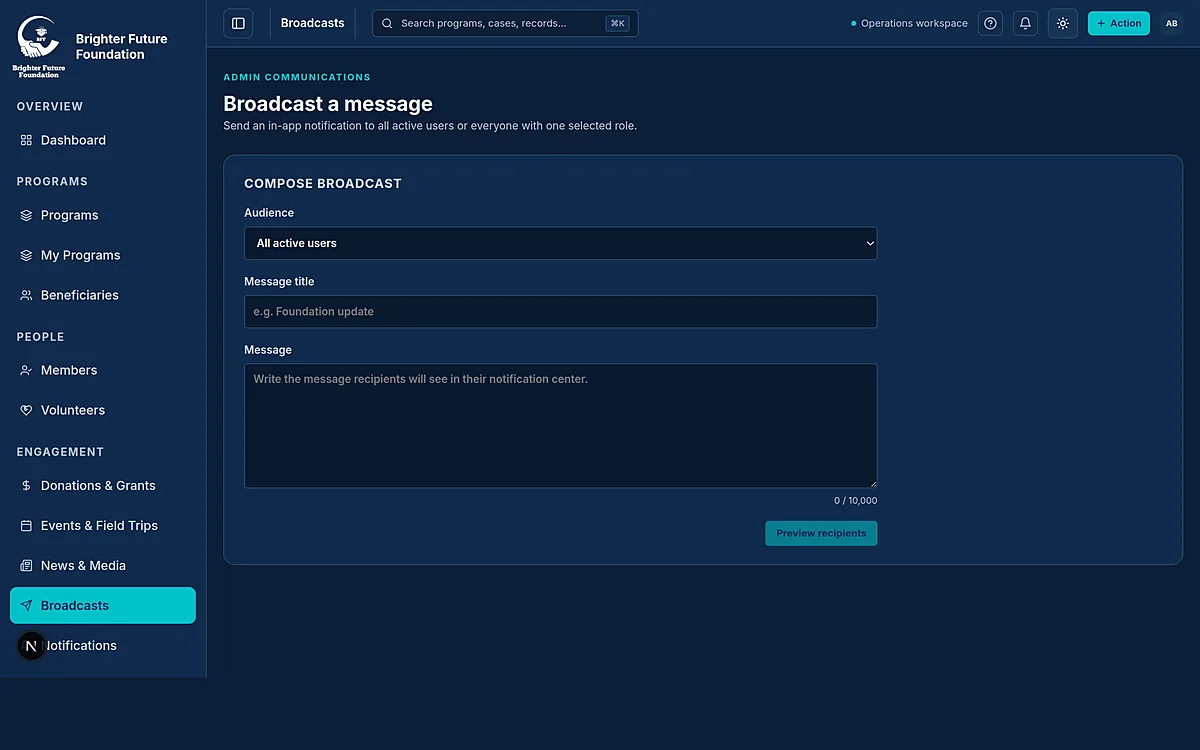 BFF
Brighter Future
Foundation
Brighter Future
Foundation
OVERVIEW
Dashboard
PROGRAMS
Programs
My Programs
Beneficiaries
PEOPLE
Members
Volunteers
ENGAGEMENT
Donations & Grants
Events & Field Trips
News & Media
Broadcasts
N
otifications
Broadcasts
Search programs, cases, records...
⌘K
Operations workspace
+ Action
AB
ADMIN COMMUNICATIONS
Broadcast a message
Send an in-app notification to all active users or everyone with one selected role.
COMPOSE BROADCAST
Audience
All active users
Message title
e.g. Foundation update
Message
Write the message recipients will see in their notification center.
0 / 10,000
Preview recipients